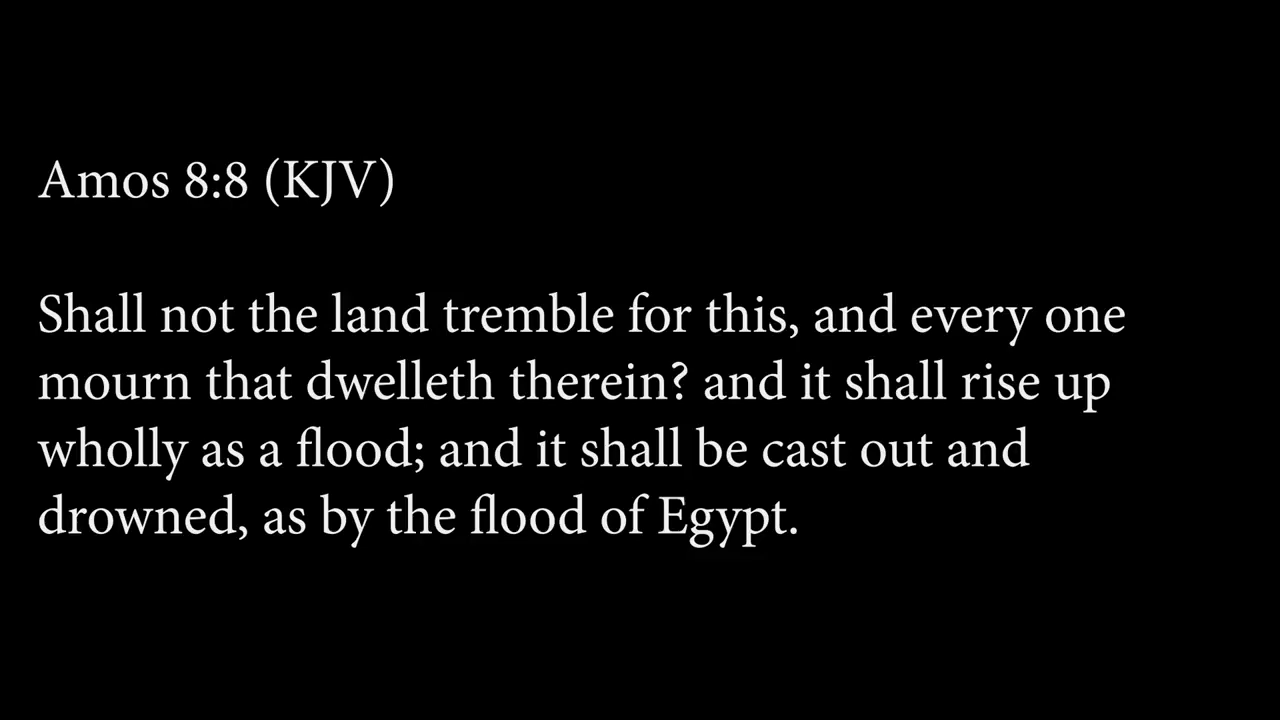 Amos 8:8 (KJV)
Shall not the land tremble for this, and every one
mourn that dwelleth therein? and it shall rise up
wholly as a flood; and it shall be cast out and
drowned, as by the flood of Egypt.